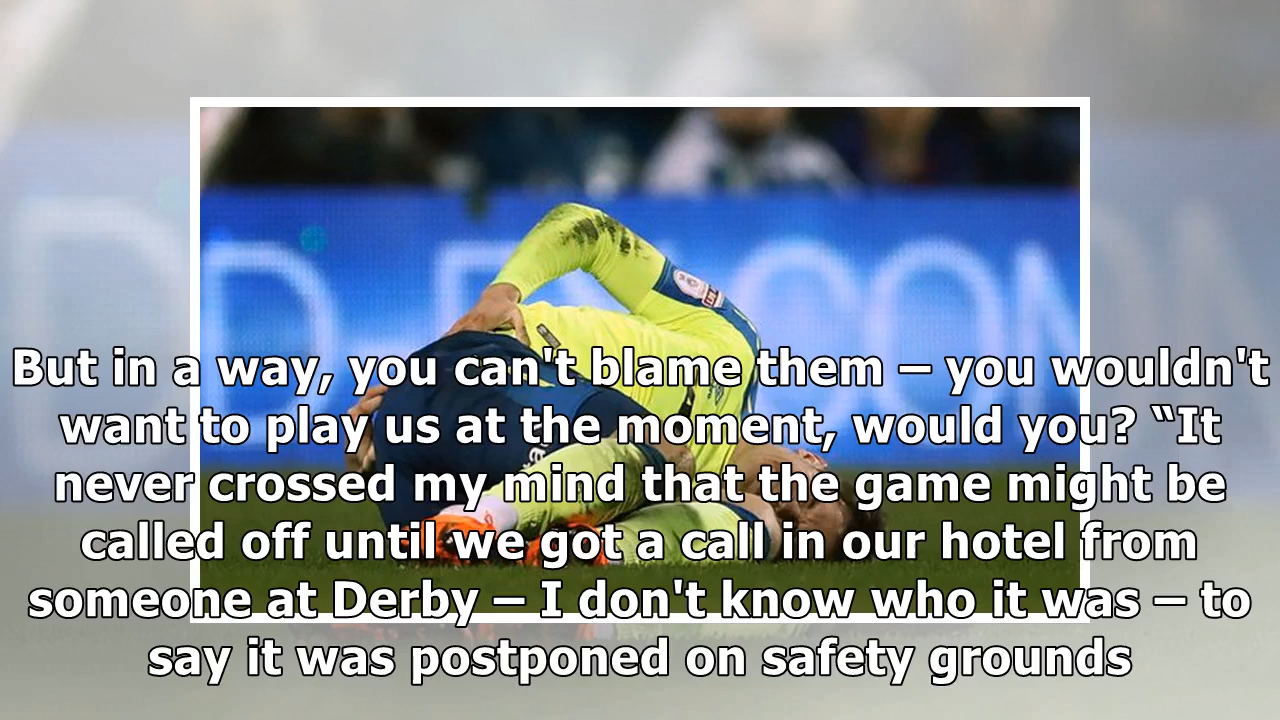 But in a way, you can't blame them – you wouldn't
want to play us at the moment, would you? “It
never crossed my mind that the game might be
called off until we got a call in our hotel from
someone at Derby – I don't know who it was – to
say it was postponed on safety grounds